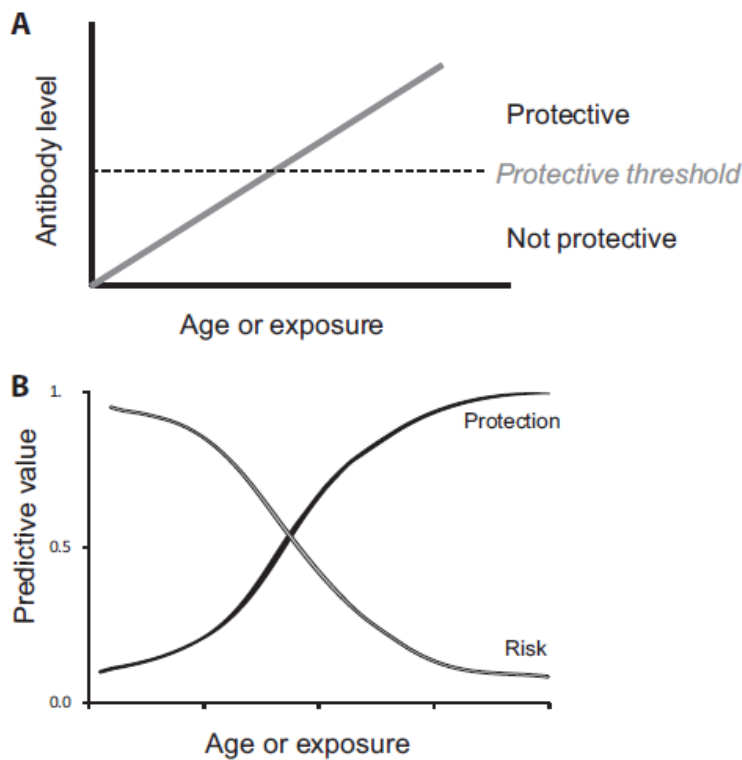 A
Antibody level
Protective
Protective threshold
Not protective
Age or exposure
B
Predictive value
1.
0.5
0.0
Protection
Risk
Age or exposure